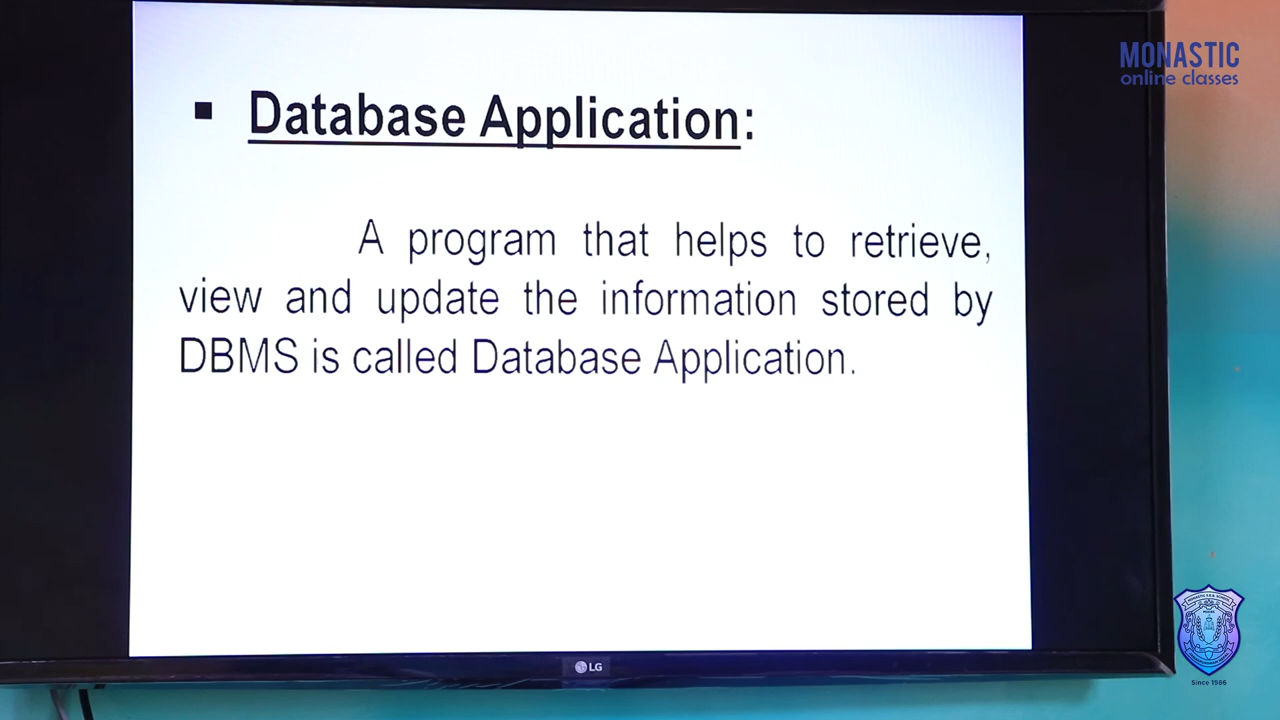 MONASTIC
online classes
▪ Database Application:
A program that helps to retrieve,
view and update the information stored by
DBMS is called Database Application.
LG
Since 1986